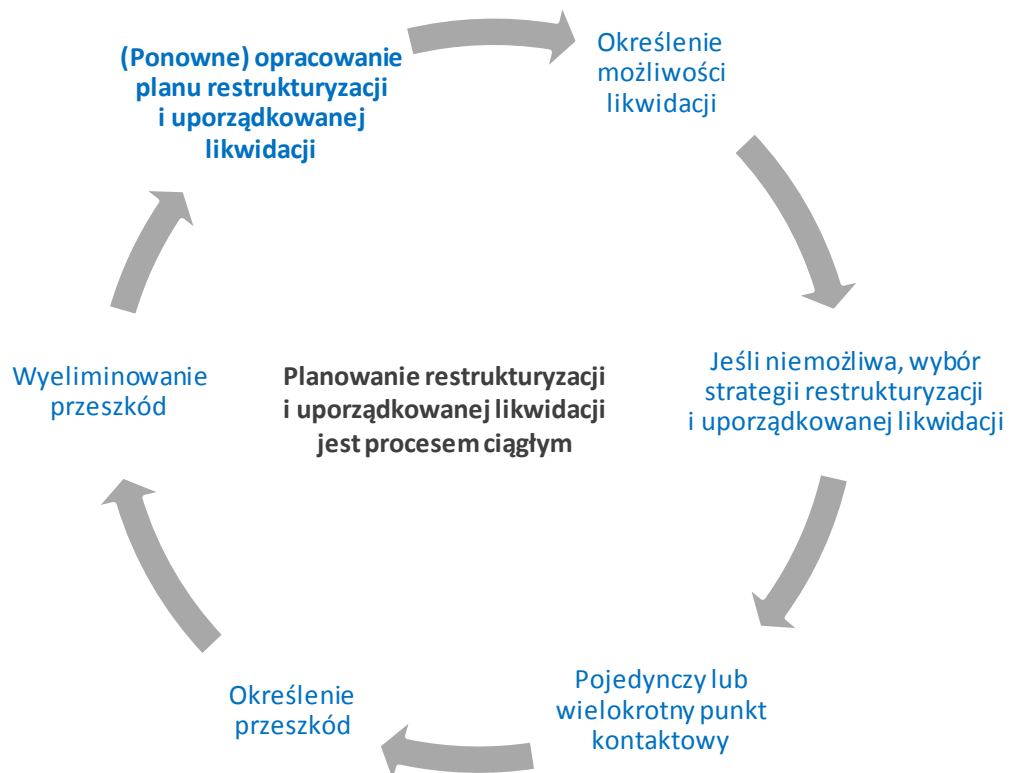 (Ponowne) opracowanie
planu restrukturyzacji
i uporządkowanej
likwidacji
Określenie
możliwości
likwidacji
Jeśli niemożliwa, wybór
strategii restrukturyzacji
i uporządkowanej likwidacji
Pojedynczy lub
wielokrotny punkt
kontaktowy
Określenie
przeszkód
Wyeliminowanie
przeszkód
Planowanie restrukturyzacji
i uporządkowanej likwidacji
jest procesem ciągłym